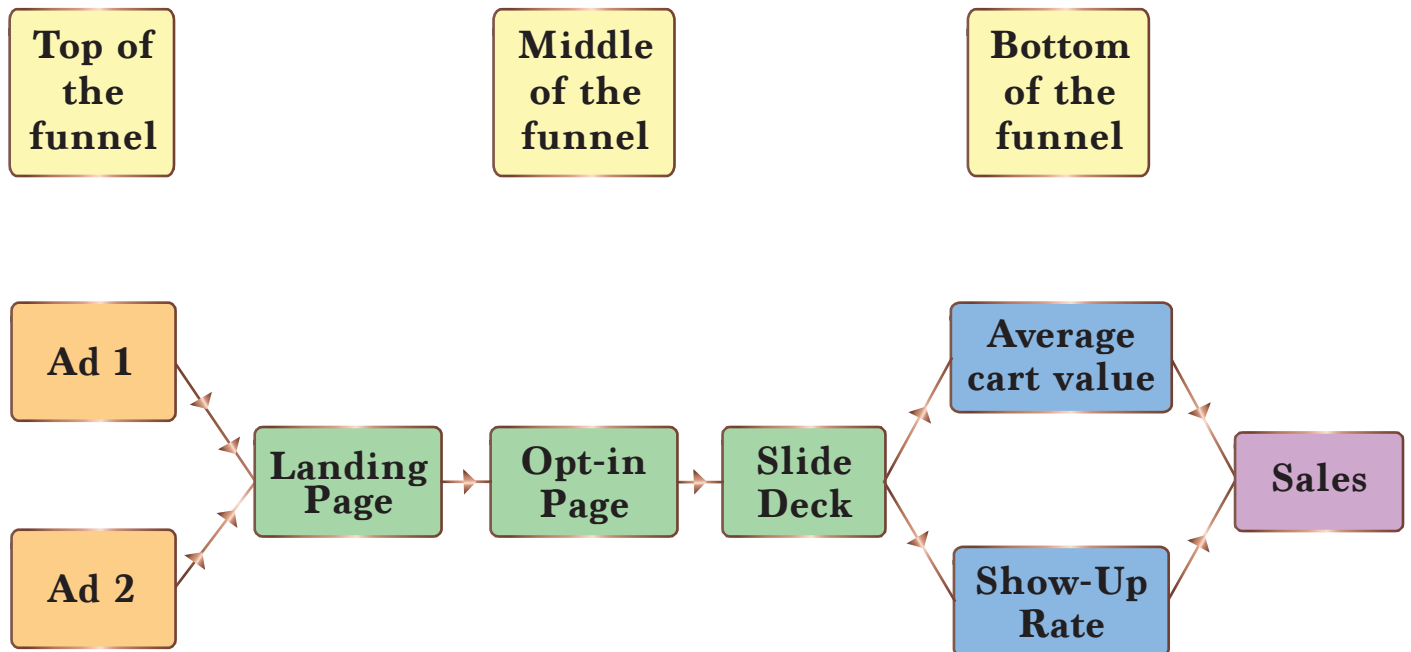 Top of
the
funnel
Middle
of the
funnel
Bottom
of the
funnel
Ad 1
Ad 2
Landing
Page
Opt-in
Page
Slide
Deck
Average
cart value
Show-Up
Rate
Sales